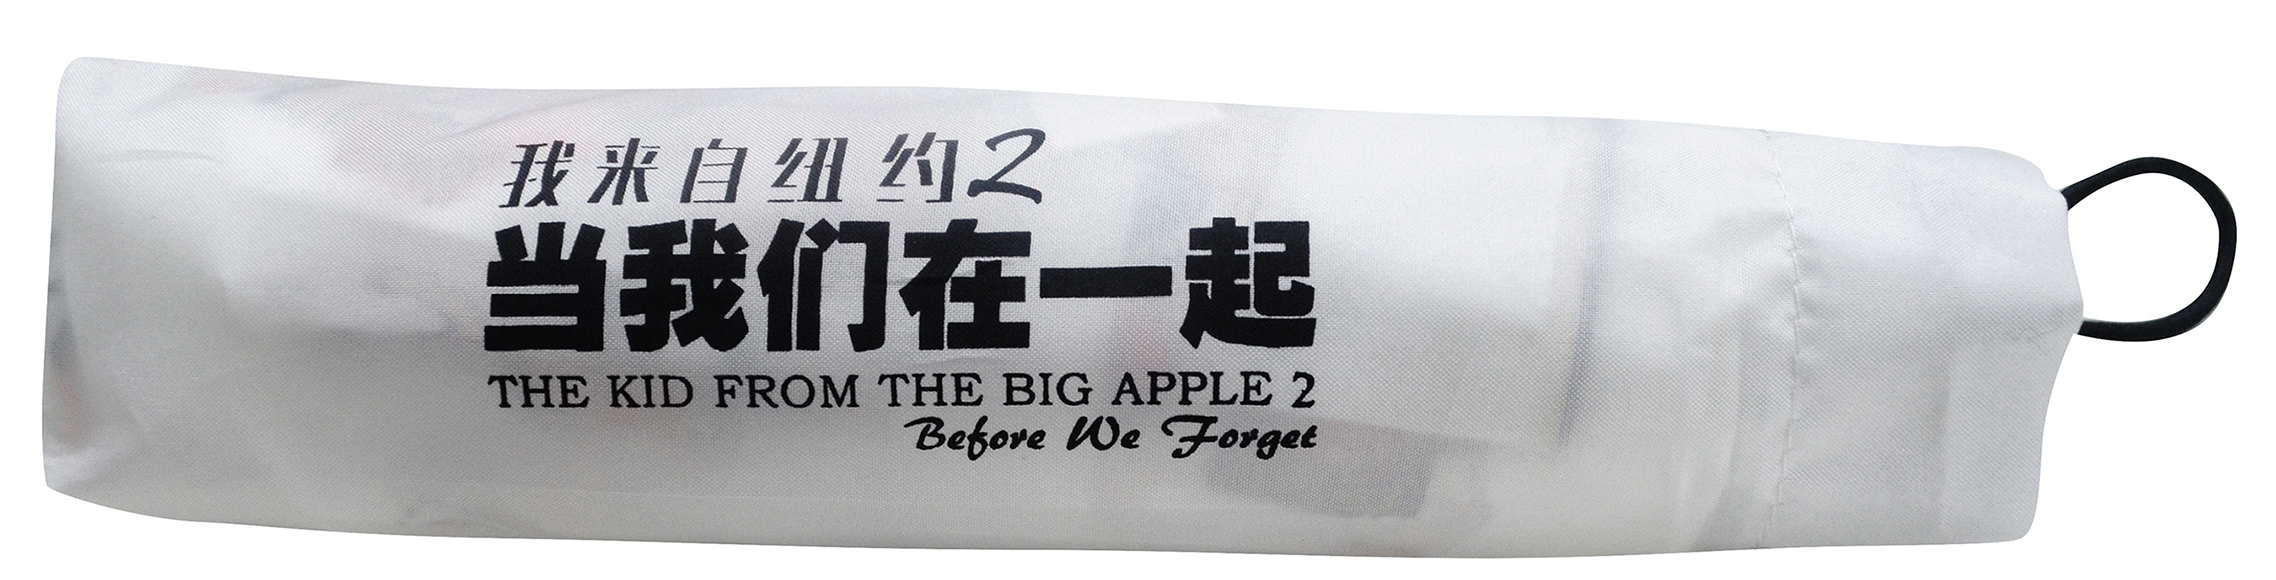 我来自纽约2
当我们在一起
THE KID FROM THE BIG APPLE 2
Before We Forget